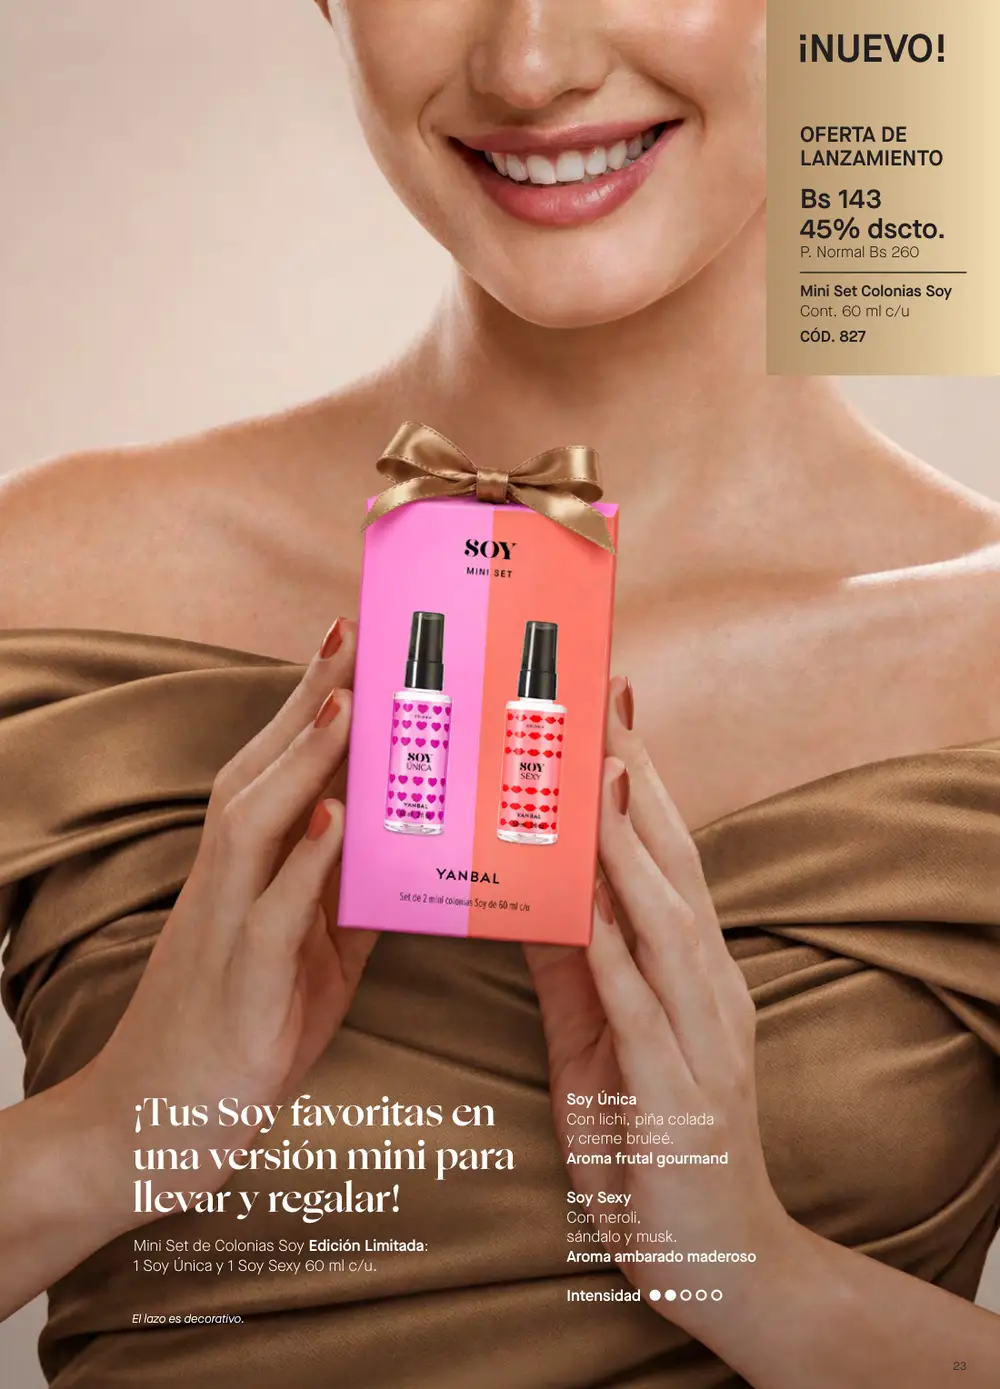 ¡NUEVO!
OFERTA DE
LANZAMIENTO
Bs 143
45% dscto.
P. Normal Bs 260
Mini Set Colonias Soy
Cont. 60 ml c/u
CÓD. 827
SOY
MINI SET
SOY
ÚNICA
YANBAL
SOY
SEXY
YANBAL
YANBAL
Set de 2 mini colonias Soy de 60 ml c/u
¡Tus Soy favoritas en
una versión mini para
llevar y regalar!
Mini Set de Colonias Soy Edición Limitada:
1 Soy Única y 1 Soy Sexy 60 ml c/u.
El lazo es decorativo.
Soy Única
Con lichi, piña colada
y creme bruleé.
Aroma frutal gourmand
Soy Sexy
Con neroli,
sándalo y musk.
Aroma ambarado maderoso
Intensidad
23